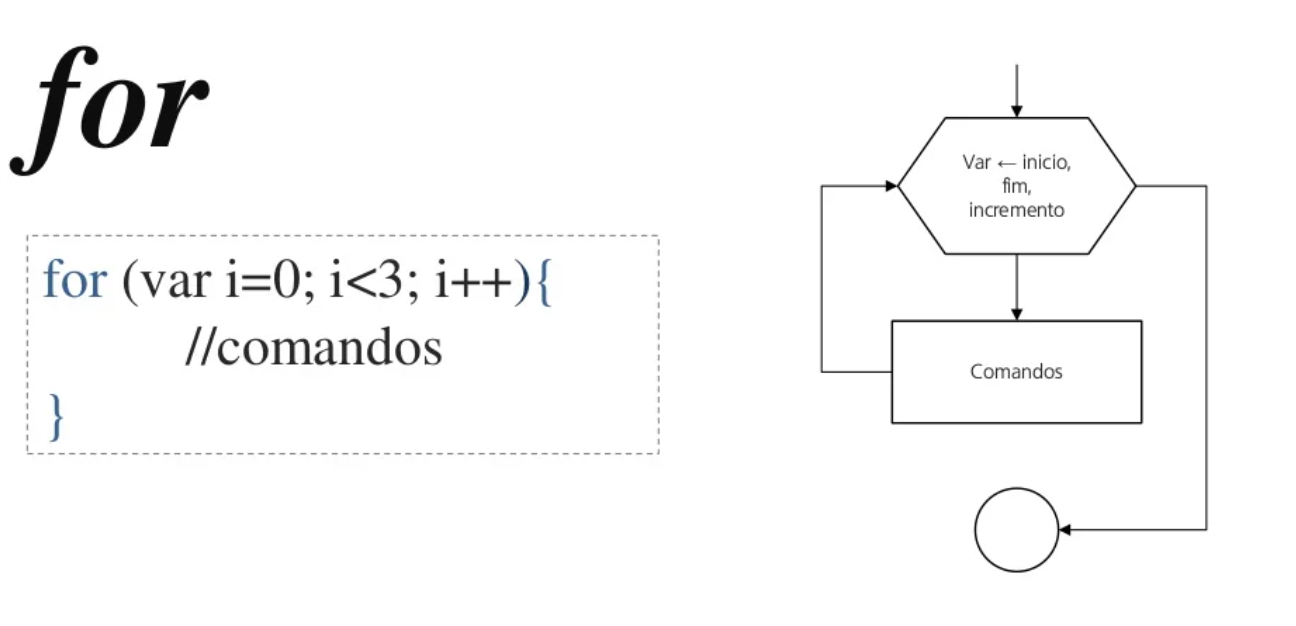 for
for (var i=0; i<3; i++){
//comandos
}
Var ← inicio,
fim,
incremento
Comandos